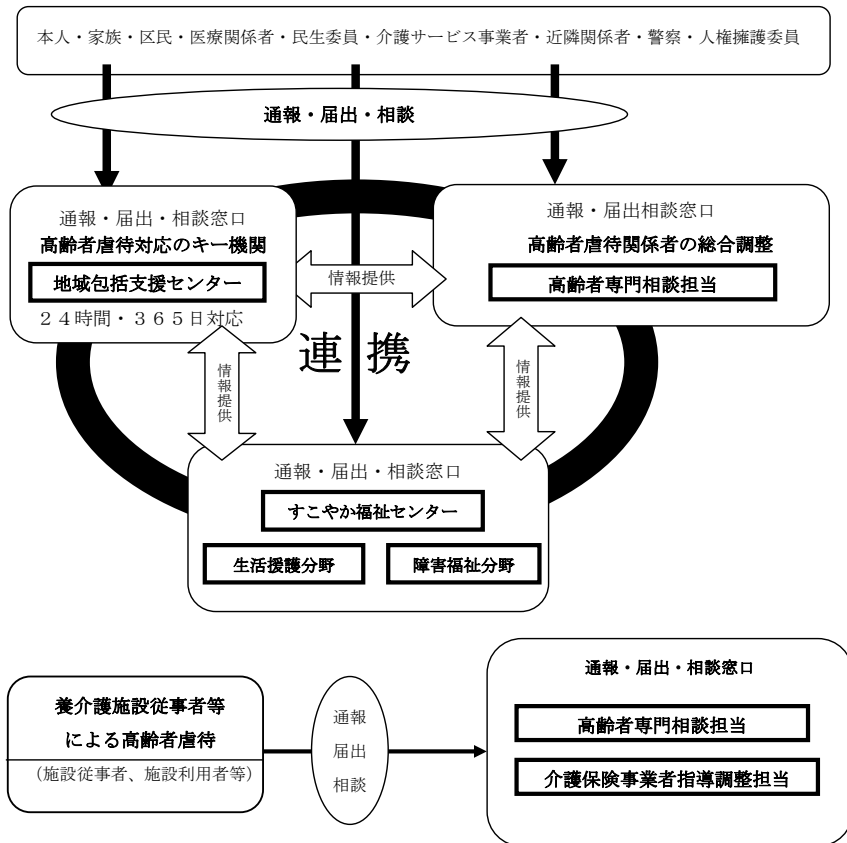 本人・家族・区民・医療関係者・民生委員・介護サービス事業者・近隣関係者・警察・人権擁護委員
通報・届出・相談
通報・届出・相談窓口
高齢者虐待対応のキー機関
地域包括支援センター
２４時間・３６５日対応
情報提供
通報・届出相談窓口
高齢者虐待関係者の総合調整
高齢者専門相談担当
連携
情報提供
情報提供
通報・届出・相談窓口
すこやか福祉センター
生活援護分野
障害福祉分野
養介護施設従事者等
による高齢者虐待
（施設従事者、施設利用者等）
通報
届出
相談
通報・届出・相談窓口
高齢者専門相談担当
介護保険事業者指導調整担当